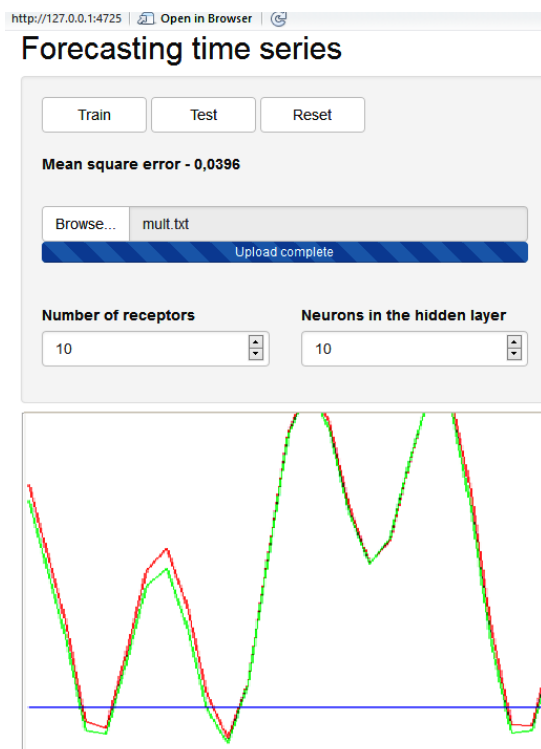 http://127.0.0.1:4725 Open in Browser
Forecasting time series
Train Test Reset
Mean square error - 0,0396
Browse... mult.txt
Upload complete
Number of receptors Neurons in the hidden layer
10 10